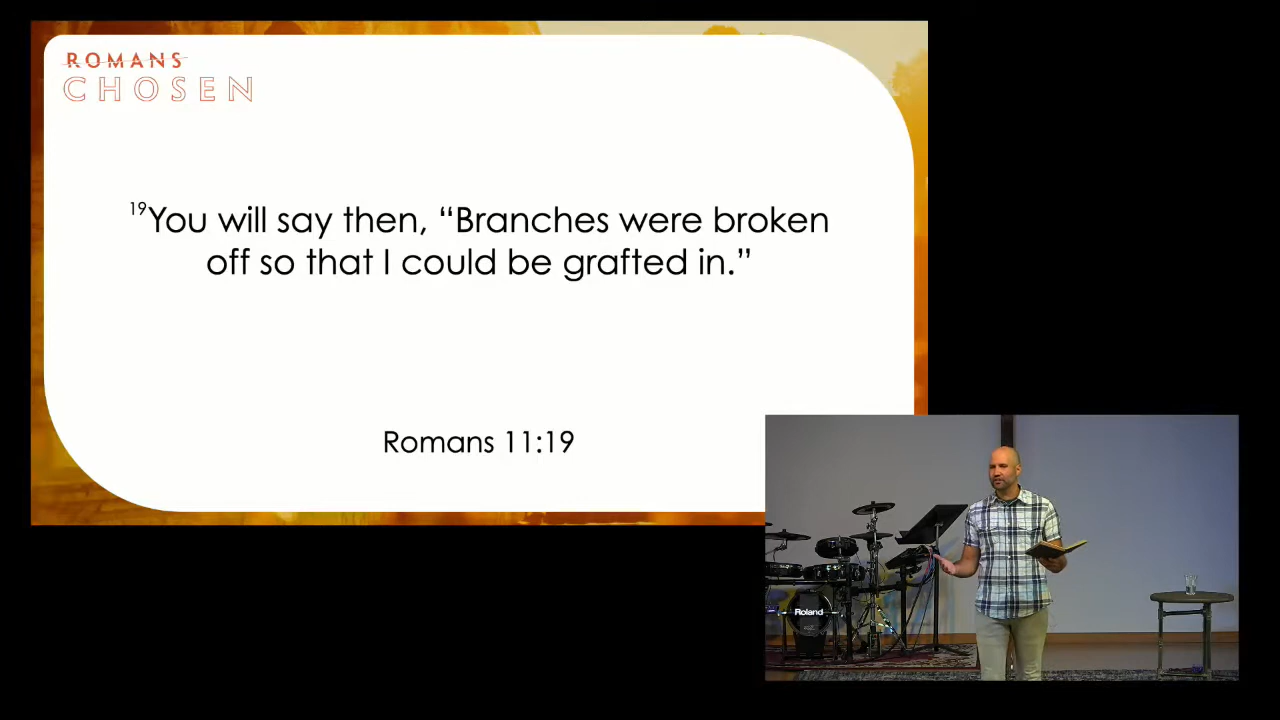 ROMANS
CHOSEN
19You will say then, “Branches were broken
off so that I could be grafted in.”
Romans 11:19
Roland